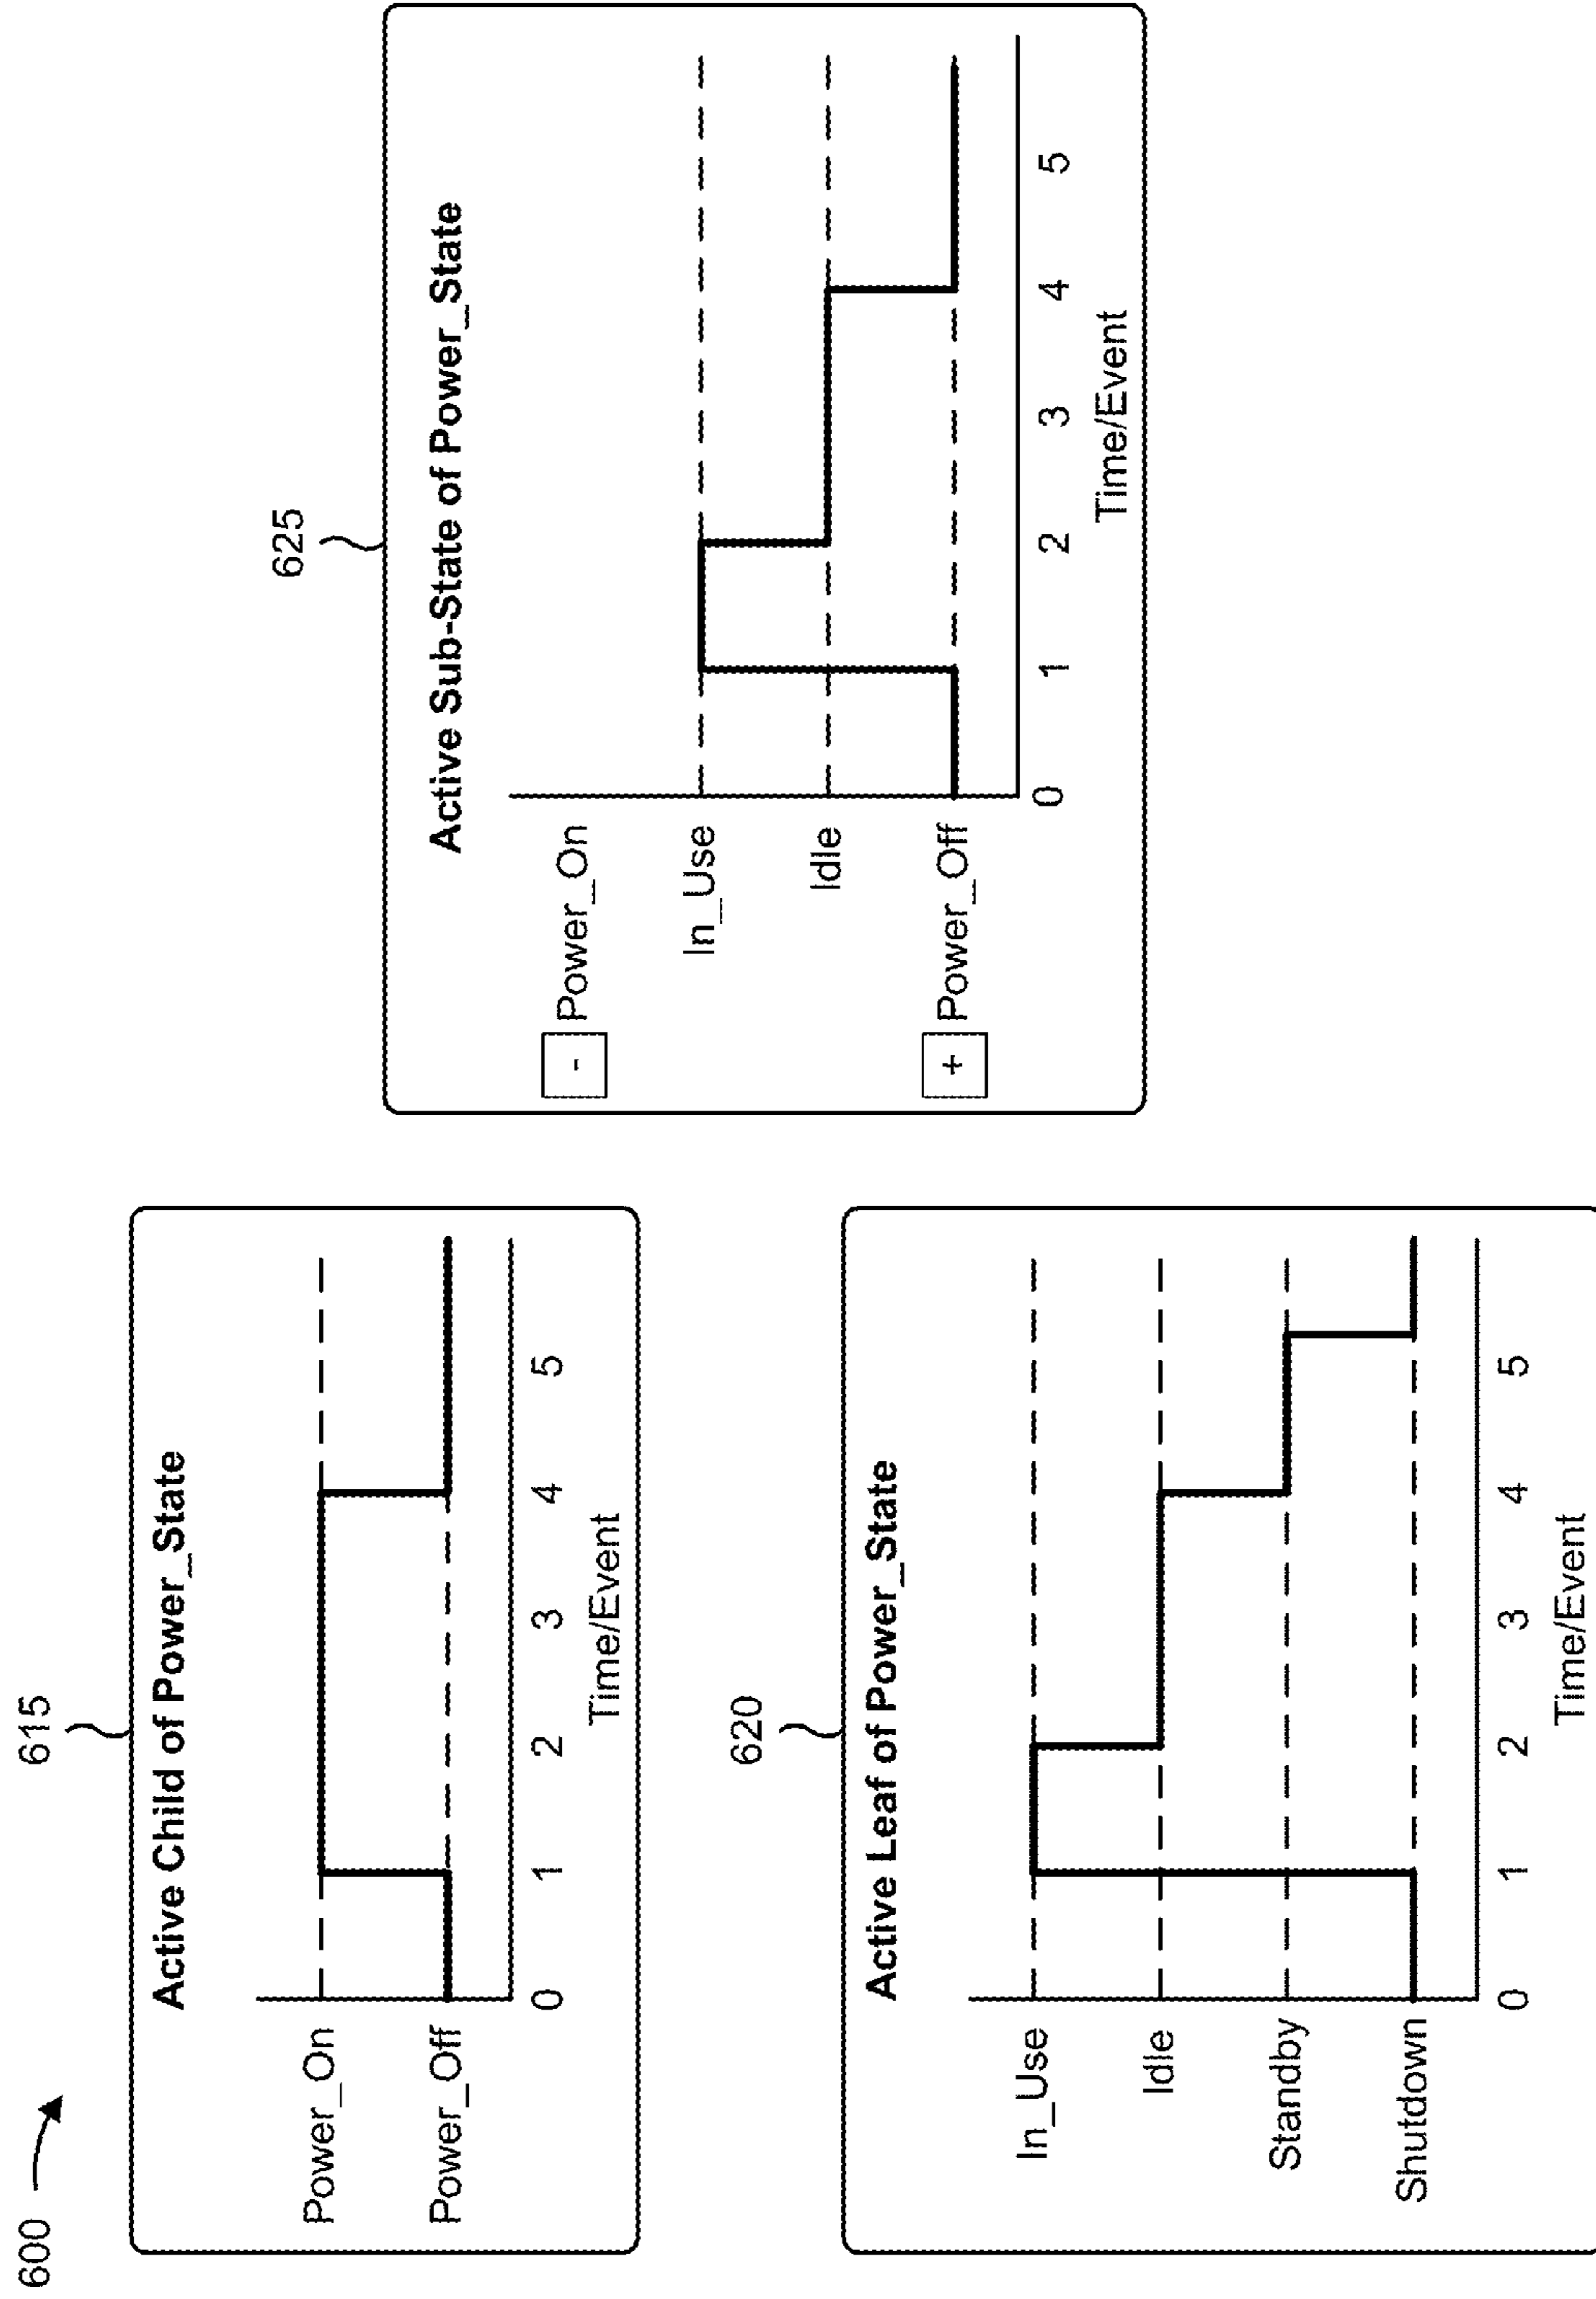 600
615
Active Child of Power_State
Power_On
Power_Off
0 1 2 3 4 5
Time/Event
620
Active Leaf of Power_State
In_Use
Idle
Standby
Shutdown
0 1 2 3 4 5
Time/Event
625
Active Sub-State of Power_State
- Power_On
In_Use
Idle
+ Power_Off
0 1 2 3 4 5
Time/Event